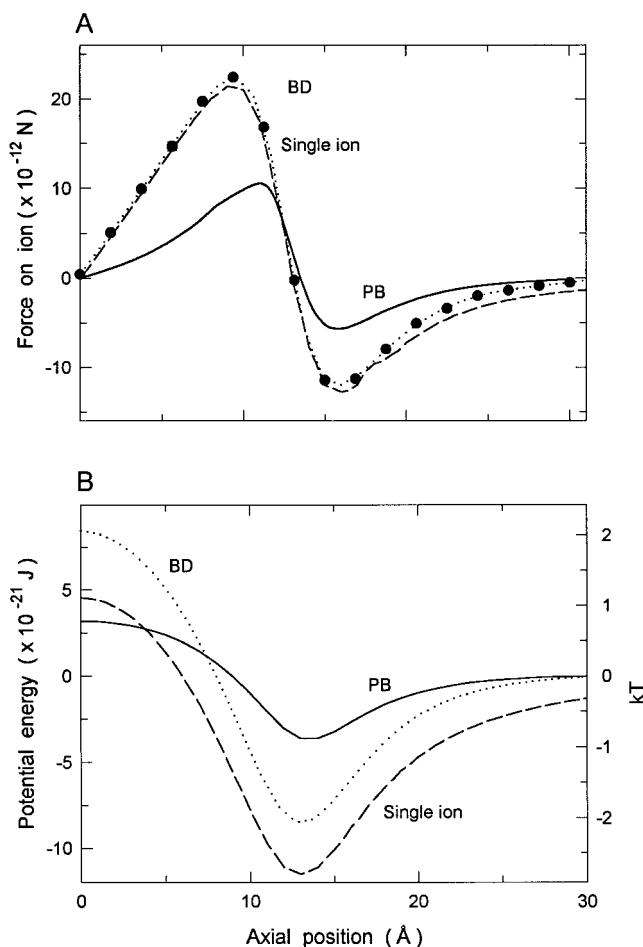 A
20
10
0
-10
Force on ion ( x 10⁻¹² N )
BD
Single ion
PB
B
5
0
-5
-10
Potential energy ( x 10⁻²¹ J )
BD
PB
Single ion
2
1
0
-1
-2
kT
0
10
20
30
Axial position ( Å )